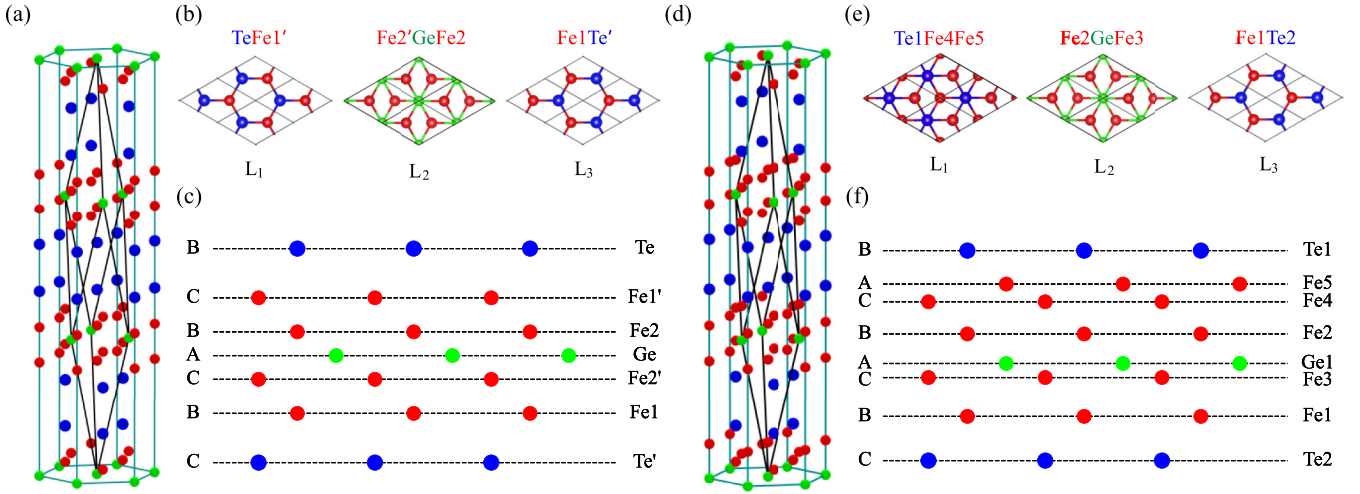 (a)
(b)
TeFe1′ Fe2′GeFe2 Fe1Te′
L1 L2 L3
(c)
B Te
C Fe1'
B Fe2
A Ge
C Fe2'
B Fe1
C Te'
(d)
(e)
Te1Fe4Fe5 Fe2GeFe3 Fe1Te2
L1 L2 L3
(f)
B Te1
A Fe5
C Fe4
B Fe2
A Ge1
C Fe3
B Fe1
C Te2